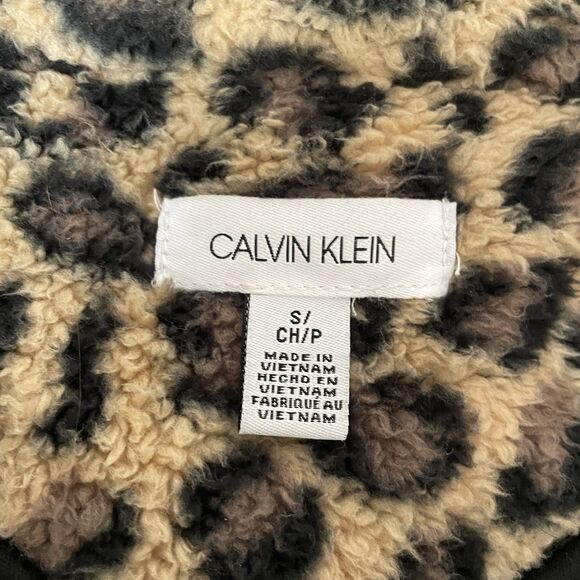 CALVIN KLEIN
S/
CH/P
MADE IN
VIETNAM
HECHO EN
VIETNAM
FABRIQUÉ AU
VIETNAM